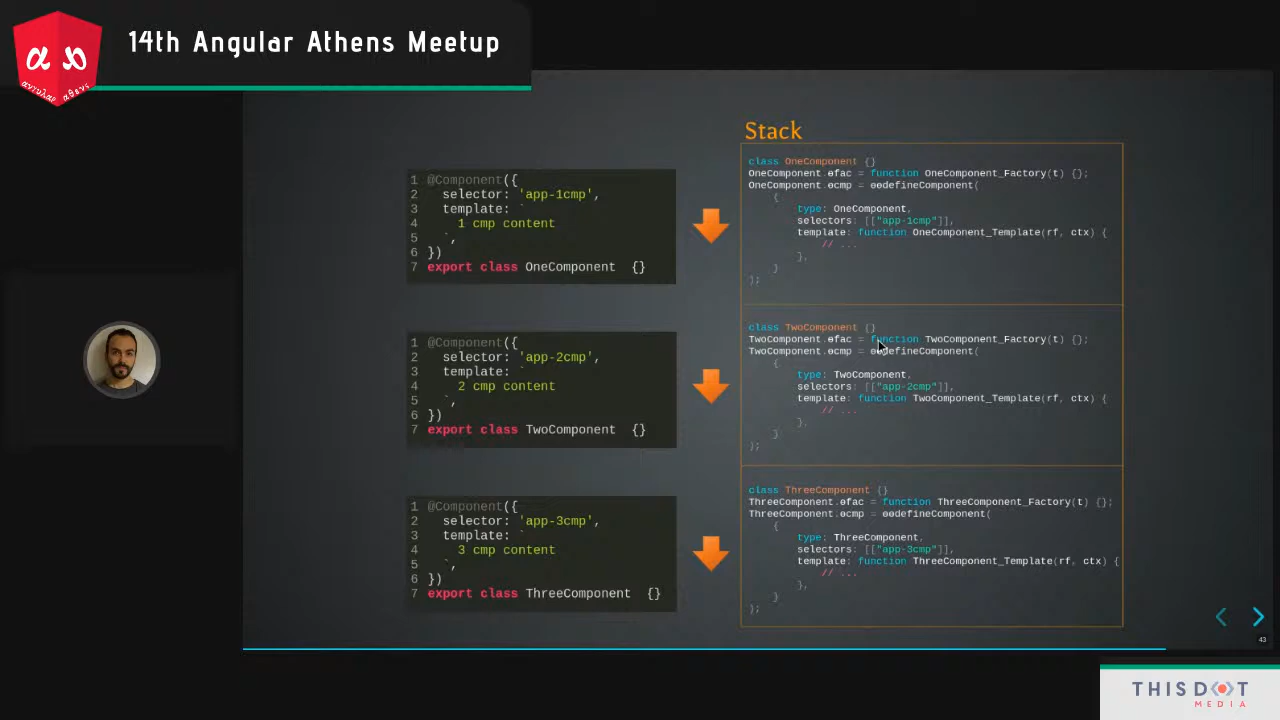 14th Angular Athens Meetup
αγγυλαρ αθενς
Stack
1 @Component({
2 selector: 'app-1cmp',
3 template: `
4 1 cmp content
5 `,
6 })
7 export class OneComponent {}
class OneComponent {}
OneComponent.ɵfac = function OneComponent_Factory(t) {};
OneComponent.ɵcmp = ɵɵdefineComponent(
{
type: OneComponent,
selectors: [["app-1cmp"]],
template: function OneComponent_Template(rf, ctx) {
// ...
},
}
);
1 @Component({
2 selector: 'app-2cmp',
3 template: `
4 2 cmp content
5 `,
6 })
7 export class TwoComponent {}
class TwoComponent {}
TwoComponent.ɵfac = function TwoComponent_Factory(t) {};
TwoComponent.ɵcmp = ɵɵdefineComponent(
{
type: TwoComponent,
selectors: [["app-2cmp"]],
template: function TwoComponent_Template(rf, ctx) {
// ...
},
}
);
1 @Component({
2 selector: 'app-3cmp',
3 template: `
4 3 cmp content
5 `,
6 })
7 export class ThreeComponent {}
class ThreeComponent {}
ThreeComponent.ɵfac = function ThreeComponent_Factory(t) {};
ThreeComponent.ɵcmp = ɵɵdefineComponent(
{
type: ThreeComponent,
selectors: [["app-3cmp"]],
template: function ThreeComponent_Template(rf, ctx) {
// ...
},
}
);
43
THIS DOT
MEDIA